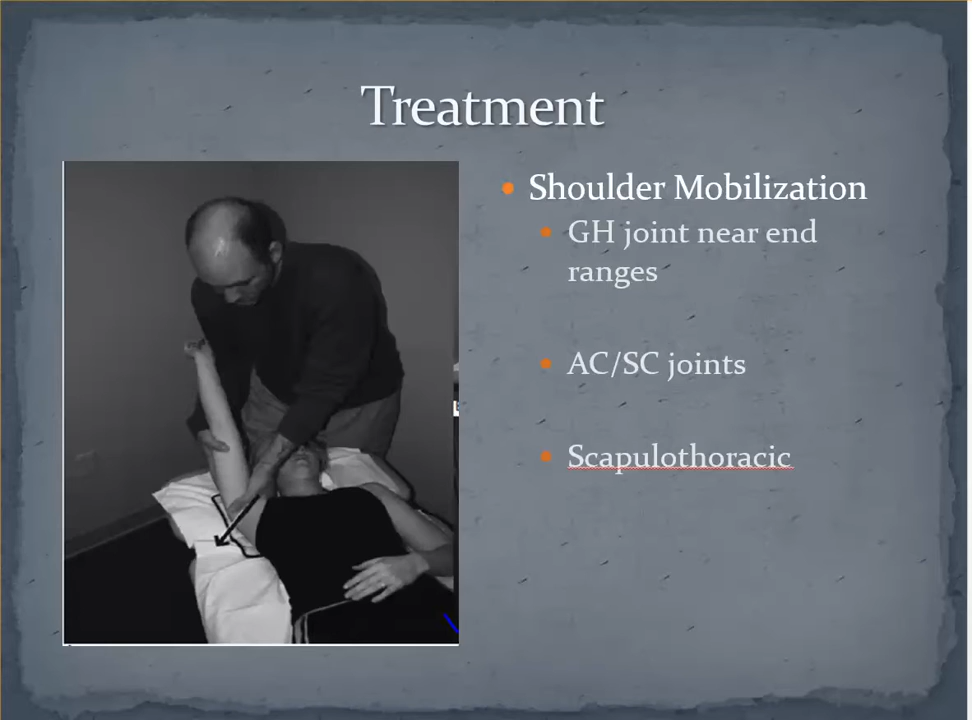 Treatment
Shoulder Mobilization
GH joint near end
ranges
AC/SC joints
Scapulothoracic